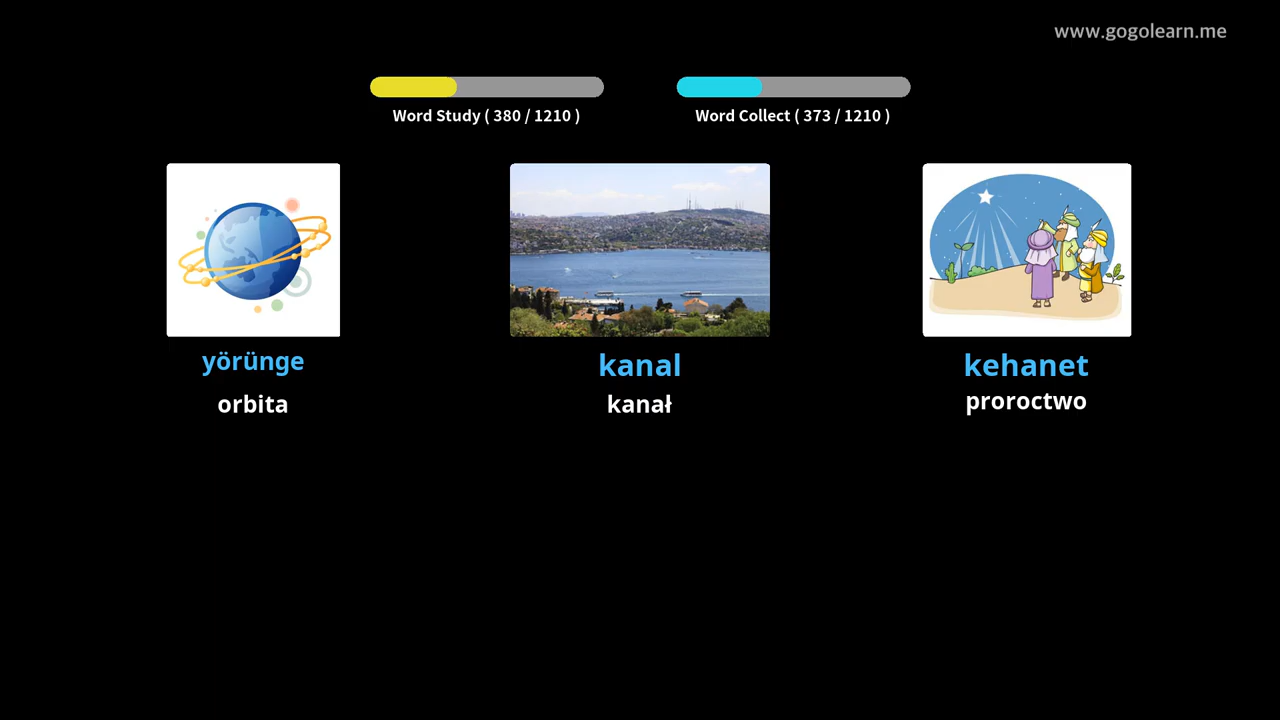 www.gogolearn.me
Word Study ( 380 / 1210 )
Word Collect ( 373 / 1210 )
yörünge
orbita
kanal
kanał
kehanet
proroctwo